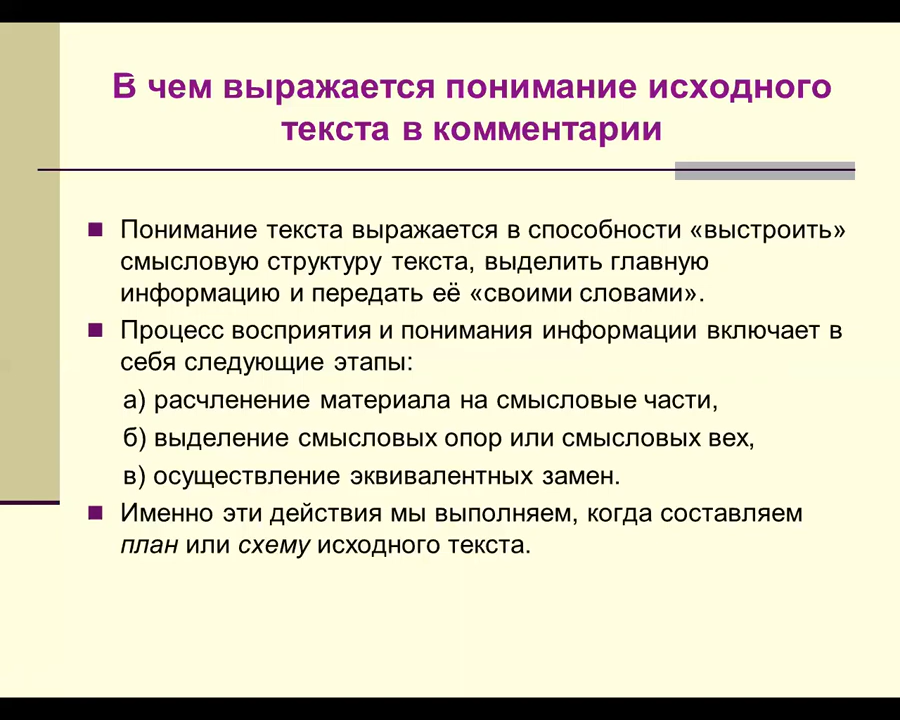 В чем выражается понимание исходного
текста в комментарии
Понимание текста выражается в способности «выстроить»
смысловую структуру текста, выделить главную
информацию и передать её «своими словами».
Процесс восприятия и понимания информации включает в
себя следующие этапы:
а) расчленение материала на смысловые части,
б) выделение смысловых опор или смысловых вех,
в) осуществление эквивалентных замен.
Именно эти действия мы выполняем, когда составляем
план или схему исходного текста.